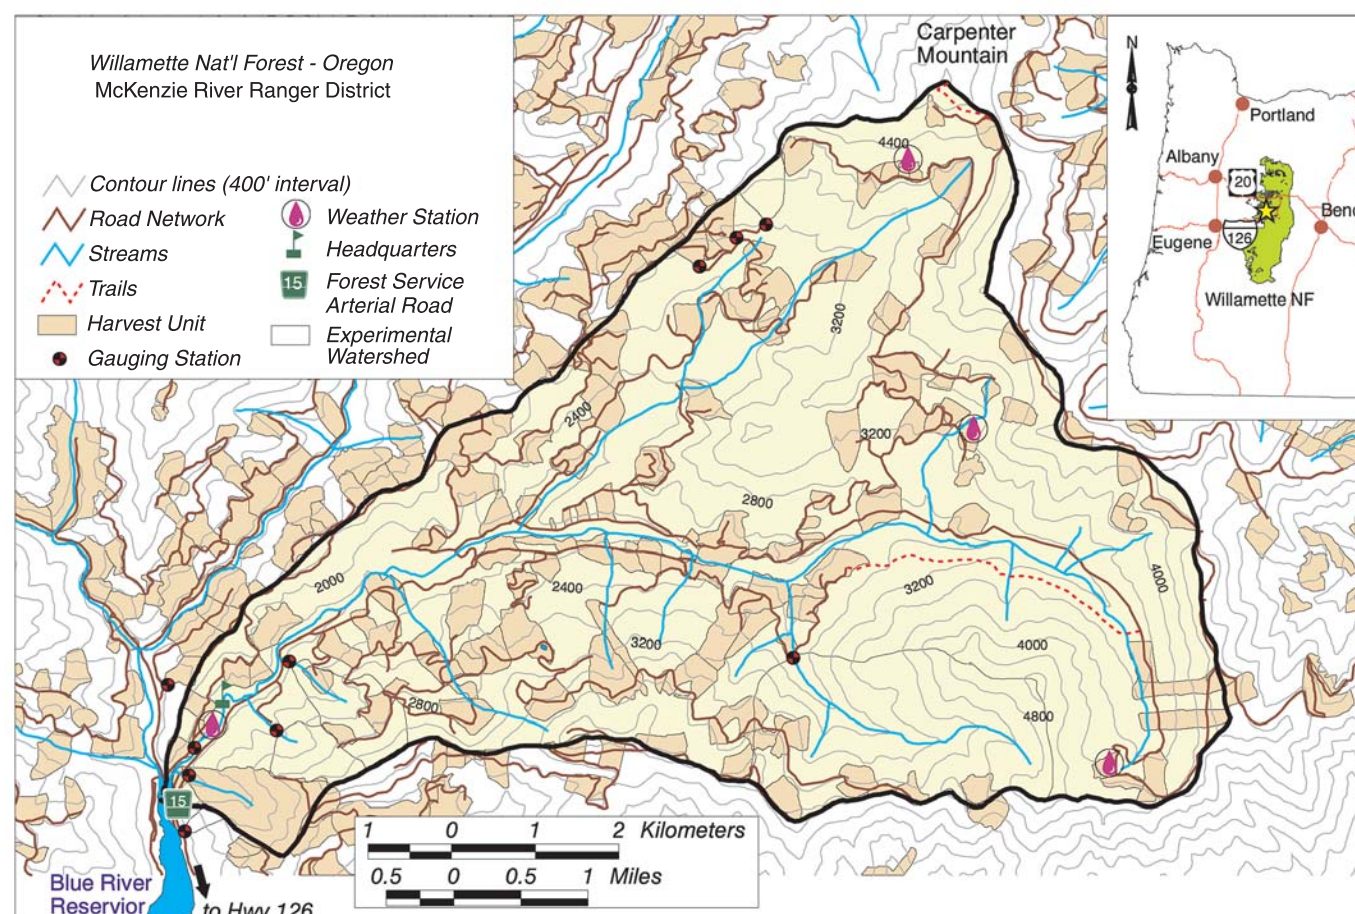 Willamette Nat'l Forest - Oregon
McKenzie River Ranger District
Contour lines (400' interval)
Road Network
Streams
Trails
Harvest Unit
Gauging Station
Weather Station
Headquarters
15
Forest Service
Arterial Road
Experimental
Watershed
Carpenter
Mountain
4400
3200
2400
3200
2800
2000
2400
3200
3200
4000
4000
2800
4800
15
Blue River
Reservior
to Hwy 126
1 0 1 2 Kilometers
0.5 0 0.5 1 Miles
N
Portland
Albany
20
Bend
Eugene
126
Willamette NF